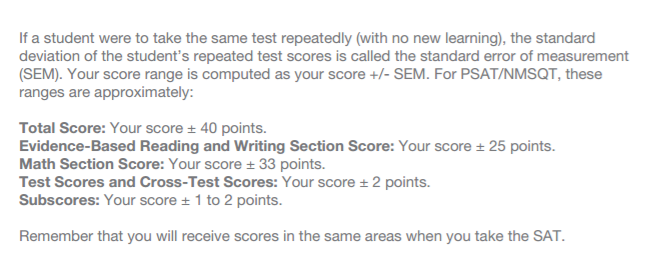 If a student were to take the same test repeatedly (with no new learning), the standard
deviation of the student's repeated test scores is called the standard error of measurement
(SEM). Your score range is computed as your score +/- SEM. For PSAT/NMSQT, these
ranges are approximately:
Total Score: Your score ± 40 points.
Evidence-Based Reading and Writing Section Score: Your score ± 25 points.
Math Section Score: Your score ± 33 points.
Test Scores and Cross-Test Scores: Your score ± 2 points.
Subscores: Your score ± 1 to 2 points.
Remember that you will receive scores in the same areas when you take the SAT.